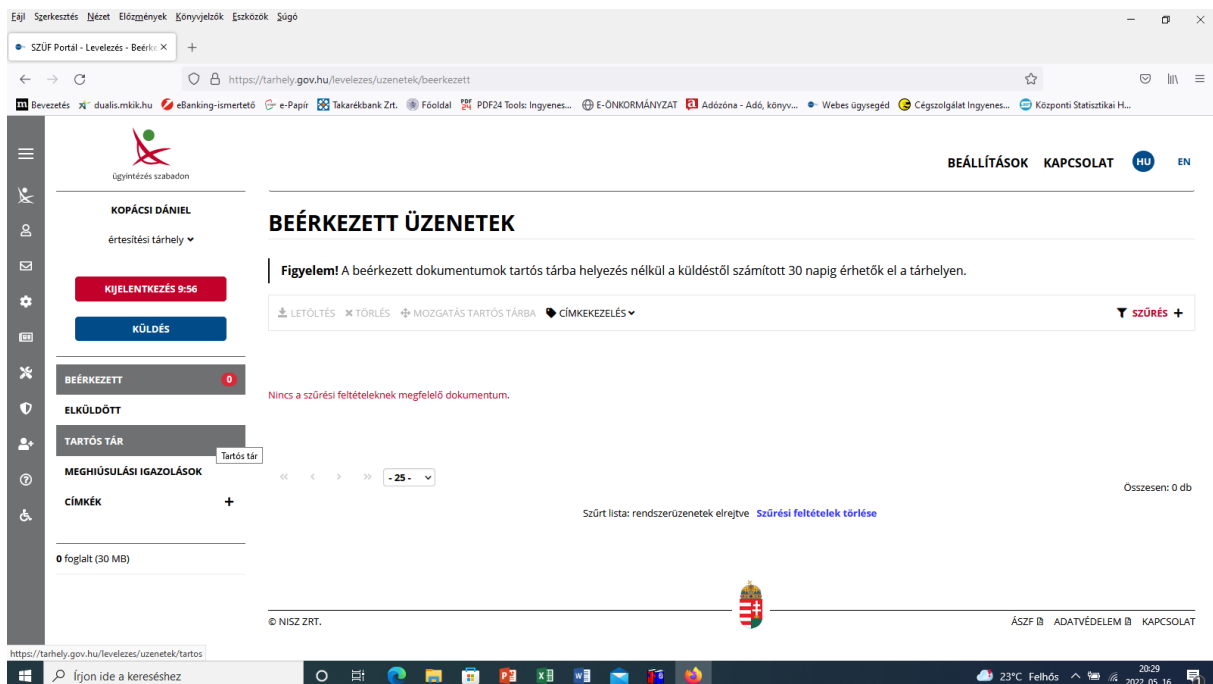 Fájl Szerkesztés Nézet Előzmények Könyvjelzők Eszközök Súgó
SZÜF Portál - Levelezés - Beérke
https://tarhely.gov.hu/levelezes/uzenetek/beerkezett
Bevezetés dualis.mkik.hu eBanking-ismertető e-Papír Takarékbank Zrt. Főoldal PDF24 Tools: Ingyenes... E-ÖNKORMÁNYZAT Adózóna - Adó, könyv... Webes ügysegéd Cégszolgálat Ingyenes... Központi Statisztikai H...
ügyintézés szabadon
BEÁLLÍTÁSOK KAPCSOLAT HU EN
KOPÁCSI DÁNIEL
értesítési tárhely
KIJELENTKEZÉS 9:56
KÜLDÉS
BEÉRKEZETT 0
ELKÜLDÖTT
TARTÓS TÁR
Tartós tár
MEGHIÚSULÁSI IGAZOLÁSOK
CÍMKÉK +
0 foglalt (30 MB)
BEÉRKEZETT ÜZENETEK
Figyelem! A beérkezett dokumentumok tartós tárba helyezés nélkül a küldéstől számított 30 napig érhetők el a tárhelyen.
LETÖLTÉS TÖRLÉS MOZGATÁS TARTÓS TÁRBA CÍMKEKEZELÉS SZŰRÉS +
Nincs a szűrési feltételeknek megfelelő dokumentum.
- 25 -
Összesen: 0 db
Szűrt lista: rendszerüzenetek elrejtve Szűrési feltételek törlése
© NISZ ZRT. ÁSZF ADATVÉDELEM KAPCSOLAT
https://tarhely.gov.hu/levelezes/uzenetek/tartos
Írjon ide a kereséshez
23°C Felhős
20:29
2022. 05. 16.